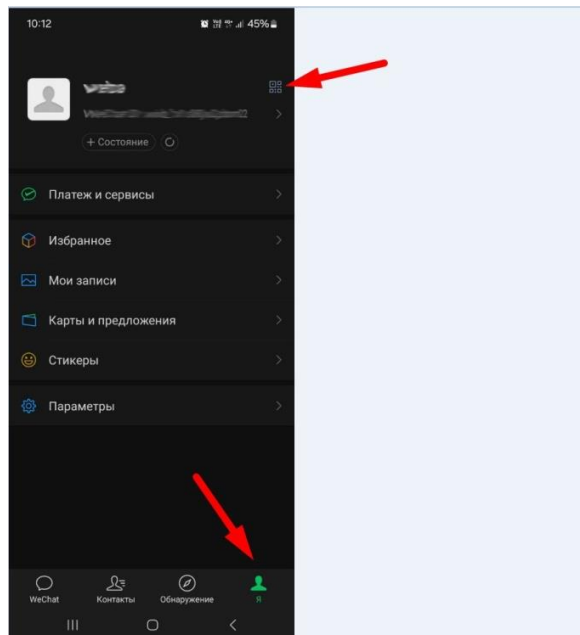 10:12 45%
+ Состояние
Платеж и сервисы
Избранное
Мои записи
Карты и предложения
Стикеры
Параметры
WeChat Контакты Обнаружение Я